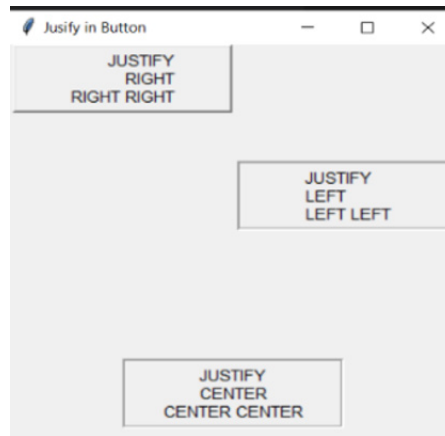 Jusify in Button
JUSTIFY
RIGHT
RIGHT RIGHT
JUSTIFY
LEFT
LEFT LEFT
JUSTIFY
CENTER
CENTER CENTER